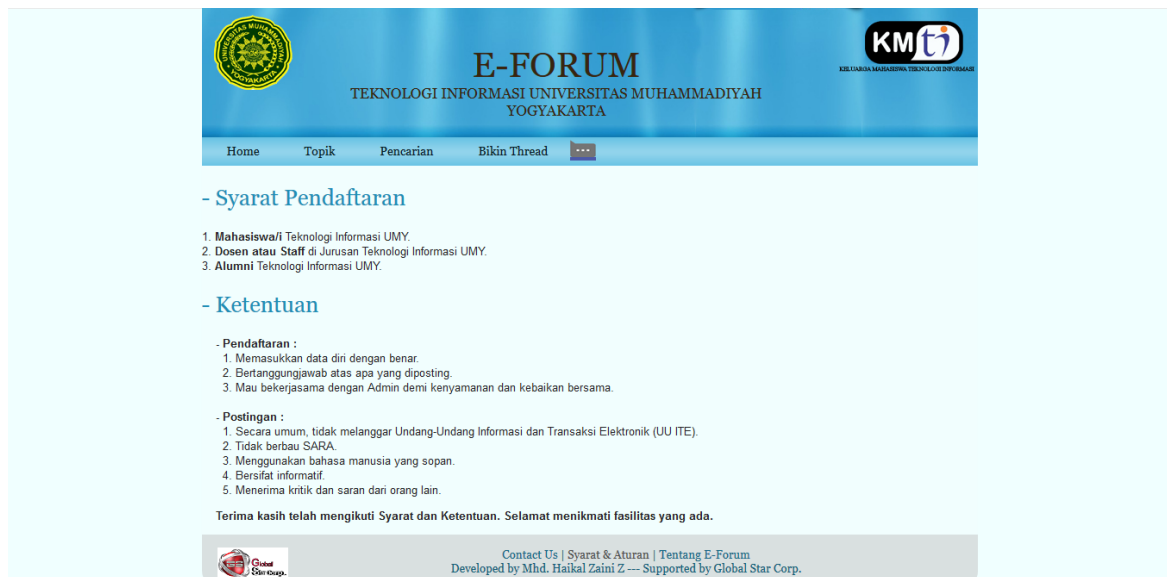 UNIVERSITAS MUHAMMADIYAH
YOGYAKARTA
KMTi
KELUARGA MAHASISWA TEKNOLOGI INFORMASI
E-FORUM
TEKNOLOGI INFORMASI UNIVERSITAS MUHAMMADIYAH
YOGYAKARTA
Home Topik Pencarian Bikin Thread
- Syarat Pendaftaran
1. Mahasiswa/i Teknologi Informasi UMY.
2. Dosen atau Staff di Jurusan Teknologi Informasi UMY.
3. Alumni Teknologi Informasi UMY.
- Ketentuan
- Pendaftaran :
1. Memasukkan data diri dengan benar.
2. Bertanggungjawab atas apa yang diposting.
3. Mau bekerjasama dengan Admin demi kenyamanan dan kebaikan bersama.
- Postingan :
1. Secara umum, tidak melanggar Undang-Undang Informasi dan Transaksi Elektronik (UU ITE).
2. Tidak berbau SARA.
3. Menggunakan bahasa manusia yang sopan.
4. Bersifat informatif.
5. Menerima kritik dan saran dari orang lain.
Terima kasih telah mengikuti Syarat dan Ketentuan. Selamat menikmati fasilitas yang ada.
Global
Star Corp.
Contact Us | Syarat & Aturan | Tentang E-Forum
Developed by Mhd. Haikal Zaini Z --- Supported by Global Star Corp.